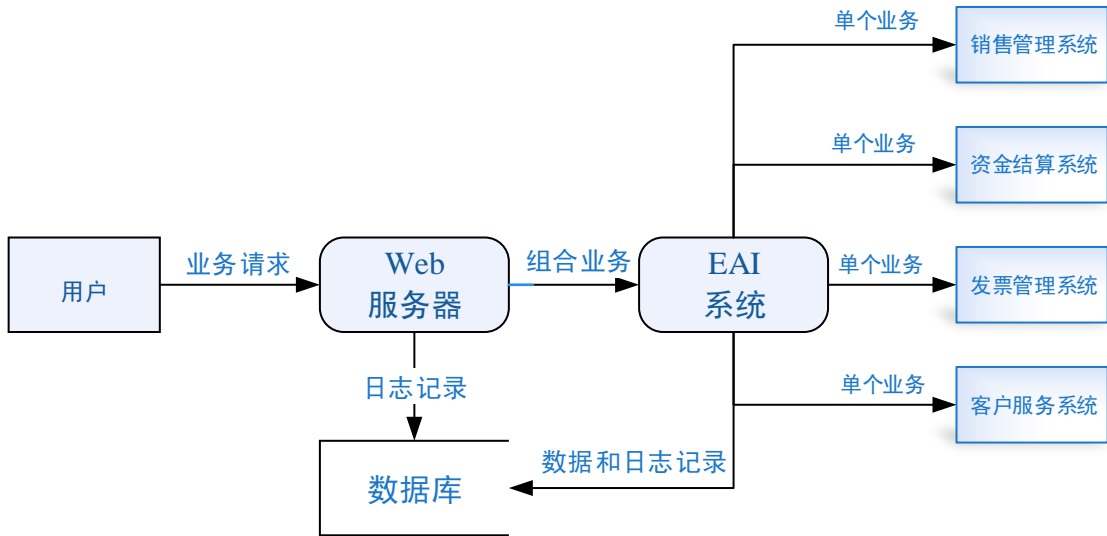 单个业务
销售管理系统
单个业务
资金结算系统
用户
业务请求
Web
服务器
组合业务
EAI
系统
单个业务
发票管理系统
日志记录
单个业务
客户服务系统
数据和日志记录
数据库